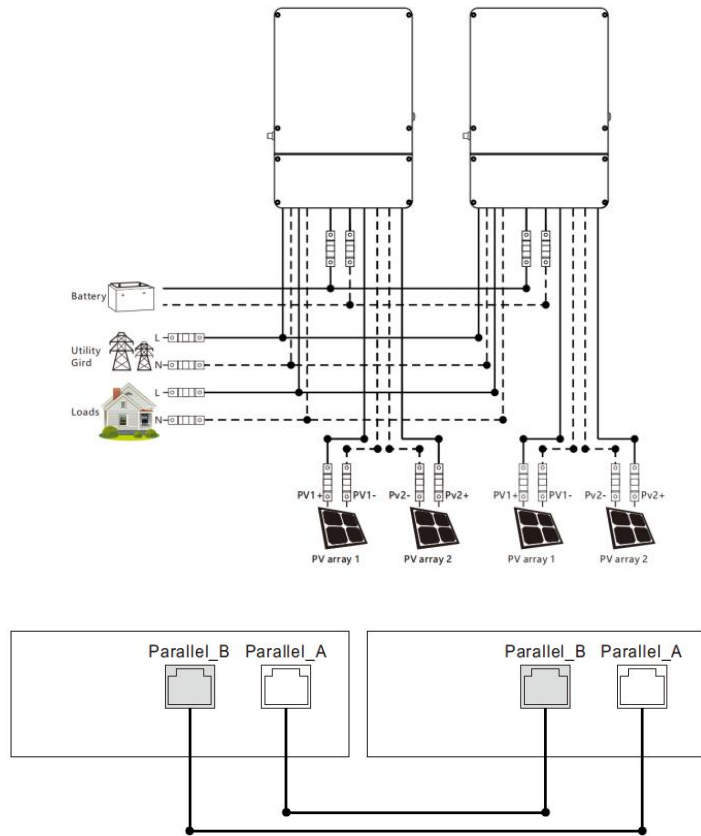 Battery
L
Utility
Gird
N
L
Loads
N
PV1+ PV1- Pv2- Pv2+ PV1+ PV1- Pv2- Pv2+
PV array 1 PV array 2 PV array 1 PV array 2
Parallel_B Parallel_A Parallel_B Parallel_A